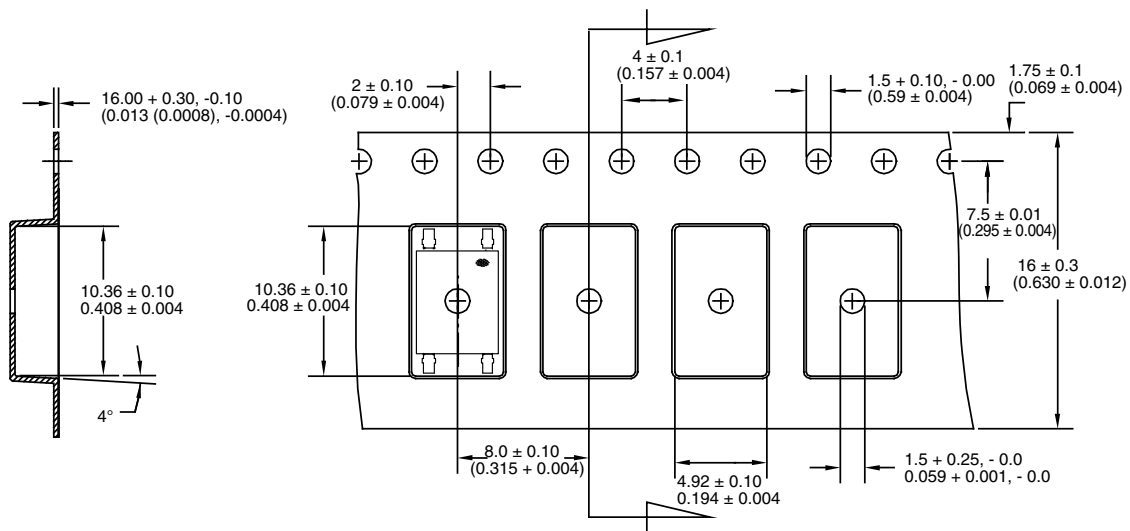 16.00 + 0.30, -0.10
(0.013 (0.0008), -0.0004)
2 ± 0.10
(0.079 ± 0.004)
4 ± 0.1
(0.157 ± 0.004)
1.5 + 0.10, - 0.00
(0.59 ± 0.004)
1.75 ± 0.1
(0.069 ± 0.004)
7.5 ± 0.01
(0.295 ± 0.004)
16 ± 0.3
(0.630 ± 0.012)
10.36 ± 0.10
0.408 ± 0.004
10.36 ± 0.10
0.408 ± 0.004
4°
8.0 ± 0.10
(0.315 + 0.004)
4.92 ± 0.10
0.194 ± 0.004
1.5 + 0.25, - 0.0
0.059 + 0.001, - 0.0